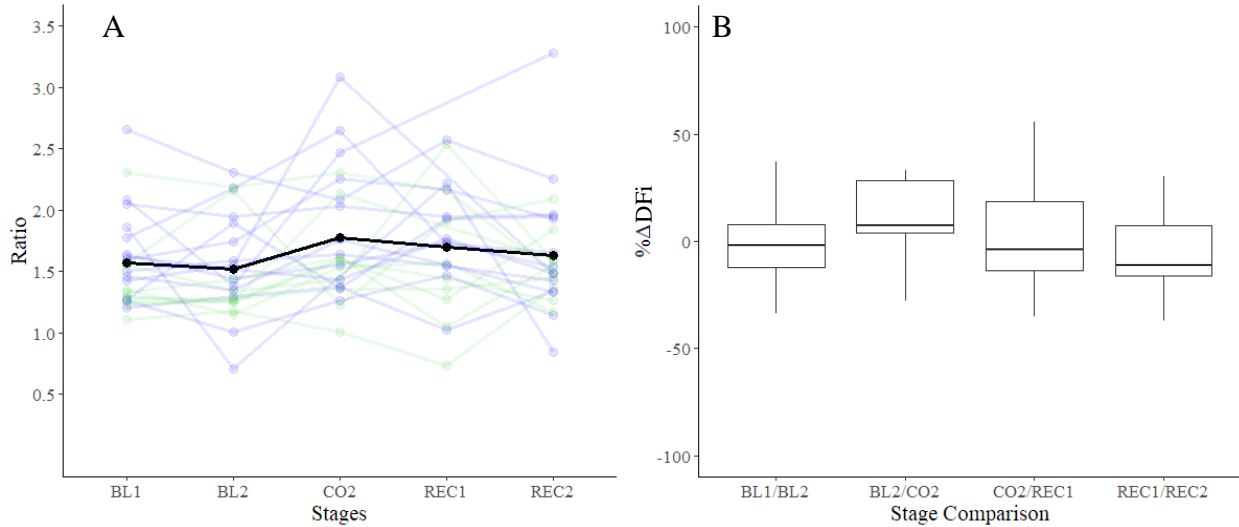 A
3.5
3.0
2.5
2.0
1.5
1.0
0.5
Ratio
BL1 BL2 CO2 REC1 REC2
Stages
B
100
50
0
-50
-100
%ΔDFi
BL1/BL2 BL2/CO2 CO2/REC1 REC1/REC2
Stage Comparison